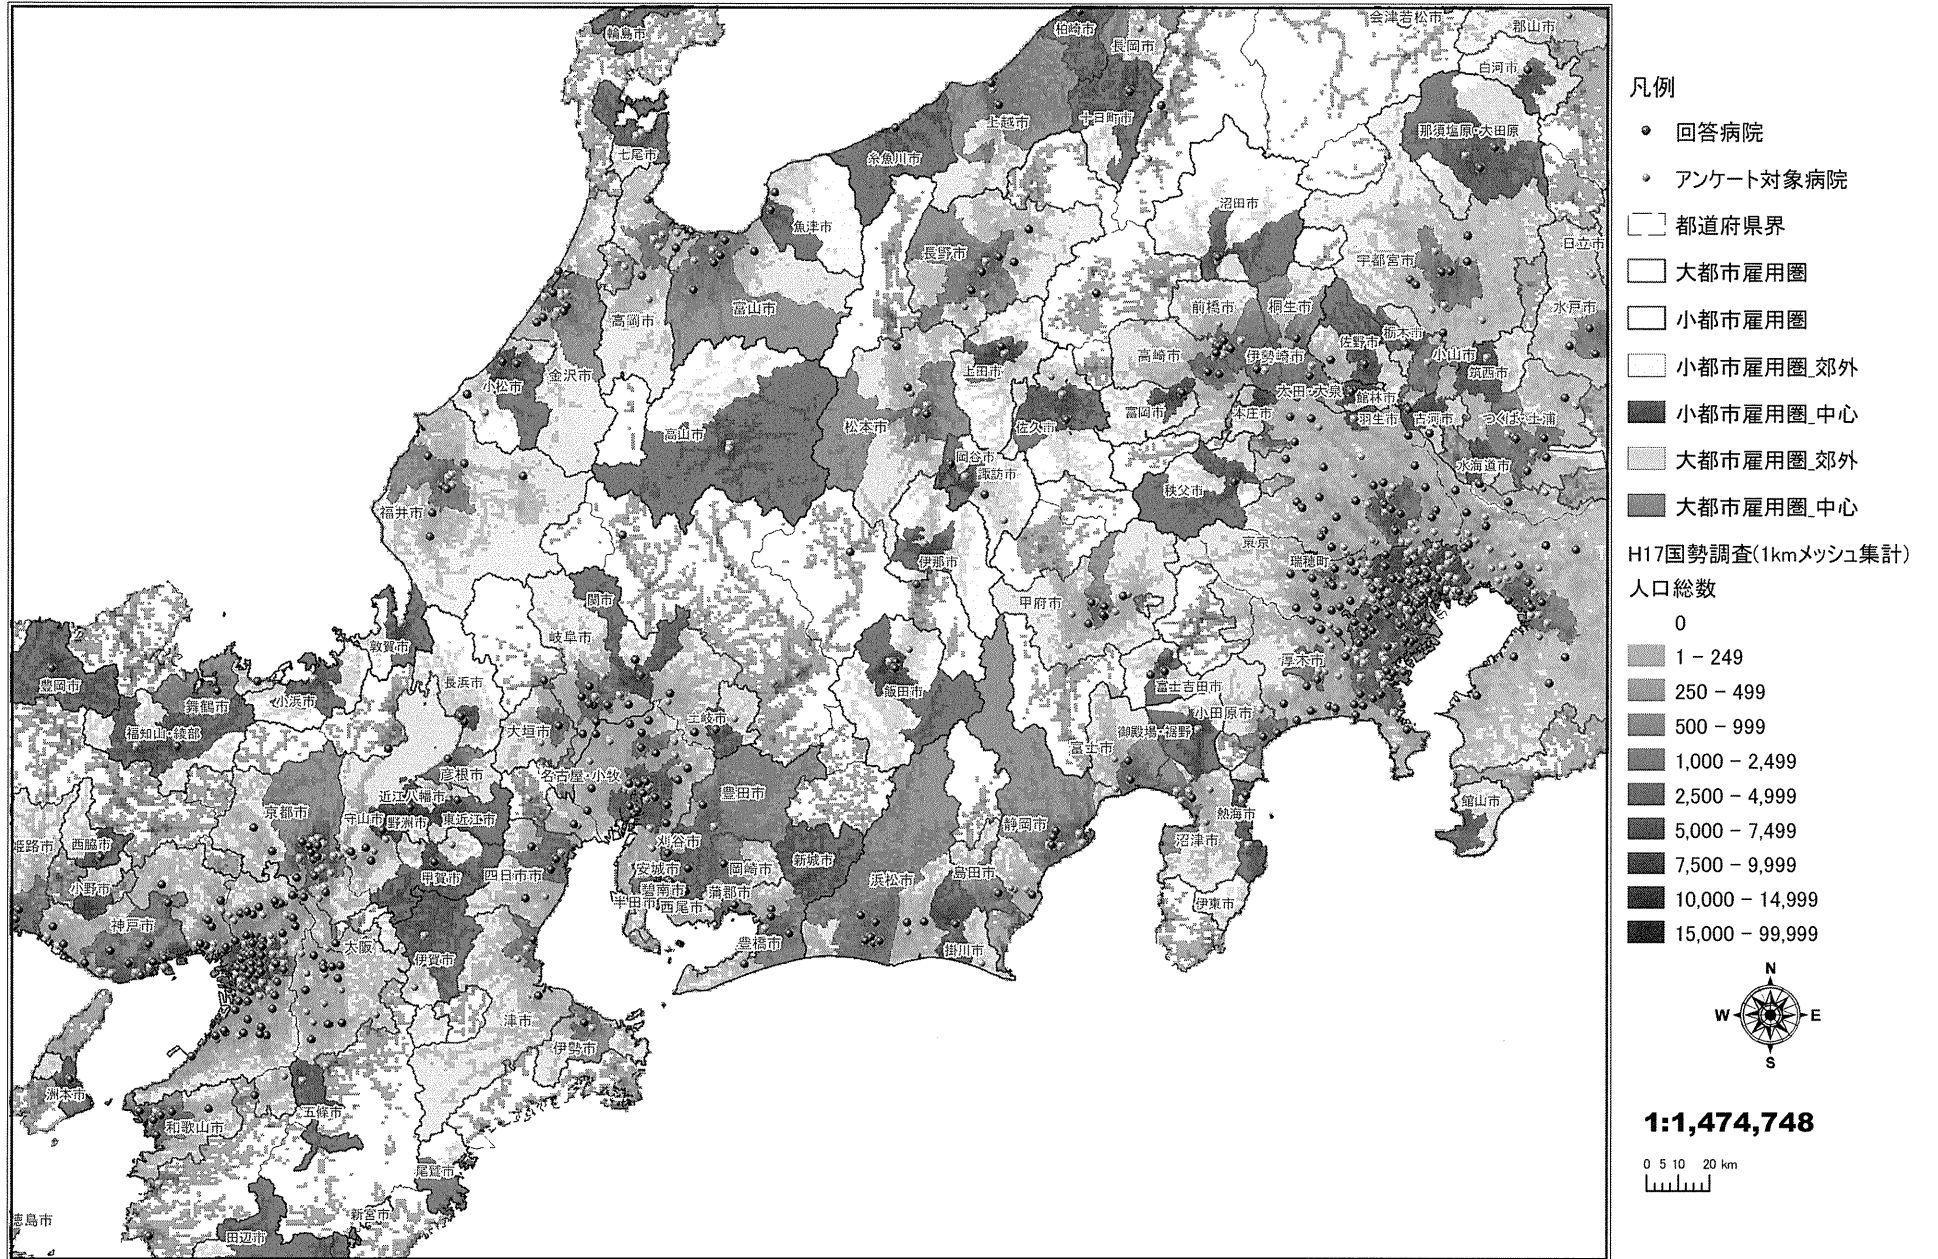 会津若松市
輪島市
柏崎市
長岡市
郡山市
白河市
十日町市
上越市
那須塩原・大田原
七尾市
糸魚川市
沼田市
魚津市
長野市
日立市
宇都宮市
富山市
高岡市
前橋市
桐生市
水戸市
佐野市
栃木市
小山市
高崎市
伊勢崎市
上田市
筑西市
小松市
金沢市
太田・大泉
館林市
富岡市
本庄市
羽生市
古河市
つくば・土浦
高山市
松本市
佐久市
岡谷市
諏訪市
水海道市
秩父市
福井市
東京
瑞穂町
伊那市
関市
甲府市
岐阜市
敦賀市
厚木市
豊岡市
長浜市
飯田市
富士吉田市
舞鶴市
小浜市
小田原市
福知山・綾部
大垣市
土岐市
御殿場・裾野
富士市
彦根市
名古屋・小牧
豊田市
近江八幡市
京都市
守山市
野洲市
東近江市
静岡市
熱海市
館山市
姫路市
西脇市
刈谷市
沼津市
新城市
安城市
岡崎市
小野市
甲賀市
四日市市
浜松市
島田市
碧南市
蒲郡市
半田市
西尾市
伊東市
神戸市
大阪
豊橋市
掛川市
伊賀市
津市
伊勢市
洲本市
五條市
和歌山市
尾鷲市
新宮市
徳島市
田辺市
凡例
回答病院
アンケート対象病院
都道府県界
大都市雇用圏
小都市雇用圏
小都市雇用圏_郊外
小都市雇用圏_中心
大都市雇用圏_郊外
大都市雇用圏_中心
H17国勢調査(1kmメッシュ集計)
人口総数
0
1 - 249
250 - 499
500 - 999
1,000 - 2,499
2,500 - 4,999
5,000 - 7,499
7,500 - 9,999
10,000 - 14,999
15,000 - 99,999
N
W
E
S
1:1,474,748
0 5 10 20 km